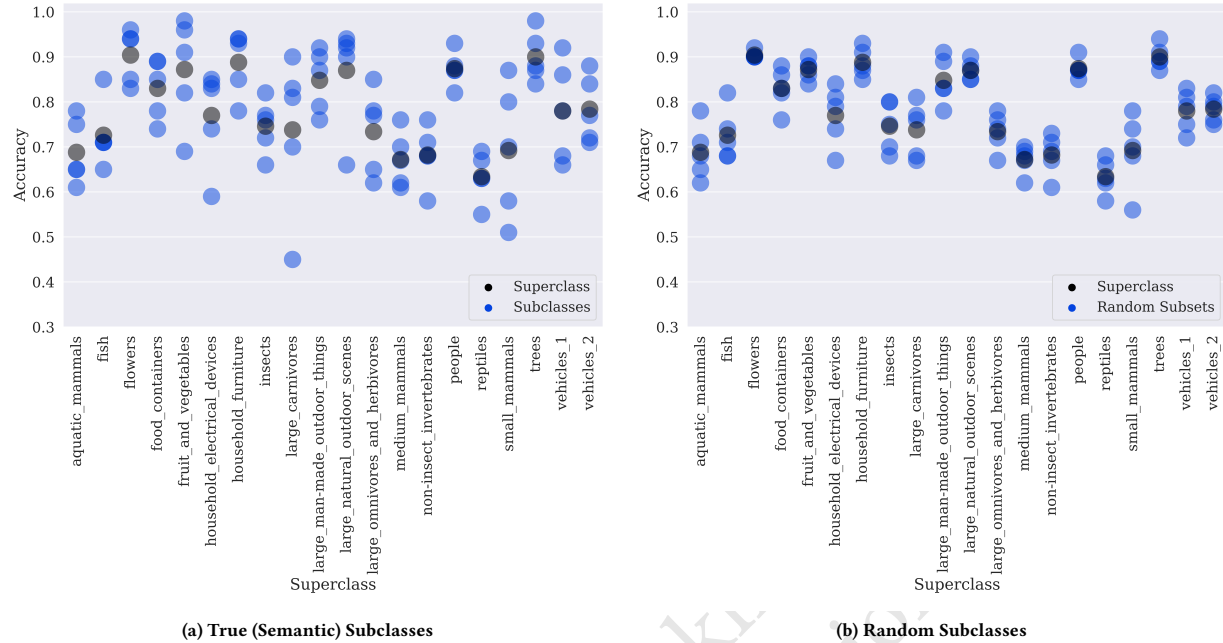 1.0
0.9
0.8
0.7
0.6
0.5
0.4
0.3
Accuracy
Superclass
Subclasses
aquatic_mammals
fish
flowers
food_containers
fruit_and_vegetables
household_electrical_devices
household_furniture
insects
large_carnivores
large_man-made_outdoor_things
large_natural_outdoor_scenes
large_omnivores_and_herbivores
medium_mammals
non-insect_invertebrates
people
reptiles
small_mammals
trees
vehicles_1
vehicles_2
Superclass
(a) True (Semantic) Subclasses
1.0
0.9
0.8
0.7
0.6
0.5
0.4
0.3
Accuracy
Superclass
Random Subsets
aquatic_mammals
fish
flowers
food_containers
fruit_and_vegetables
household_electrical_devices
household_furniture
insects
large_carnivores
large_man-made_outdoor_things
large_natural_outdoor_scenes
large_omnivores_and_herbivores
medium_mammals
non-insect_invertebrates
people
reptiles
small_mammals
trees
vehicles_1
vehicles_2
Superclass
(b) Random Subclasses